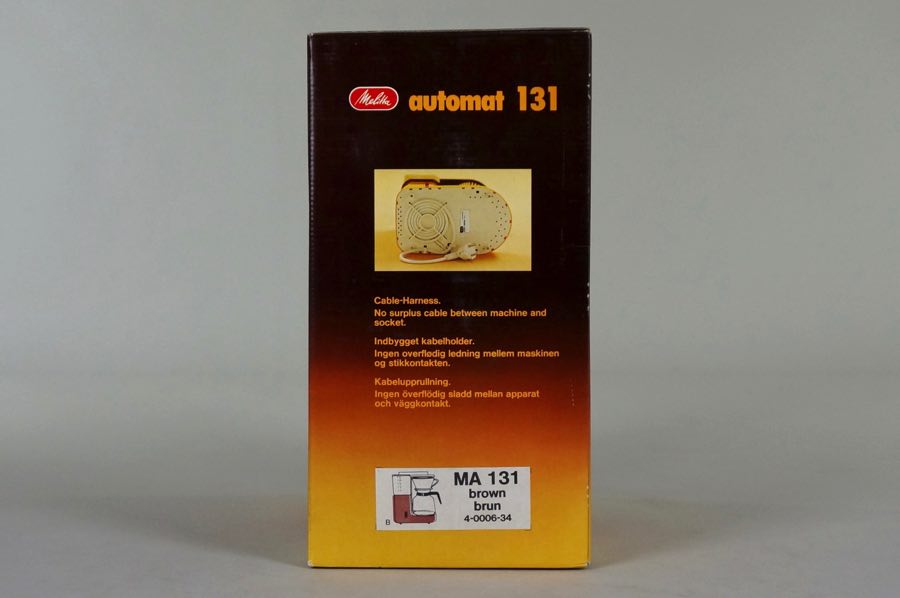 Melitta automat 131
Cable-Harness.
No surplus cable between machine and
socket.
Indbygget kabelholder.
Ingen overflødig ledning mellem maskinen
og stikkontakten.
Kabelupprullning.
Ingen överflödig sladd mellan apparat
och väggkontakt.
MA 131
brown
brun
4-0006-34
B